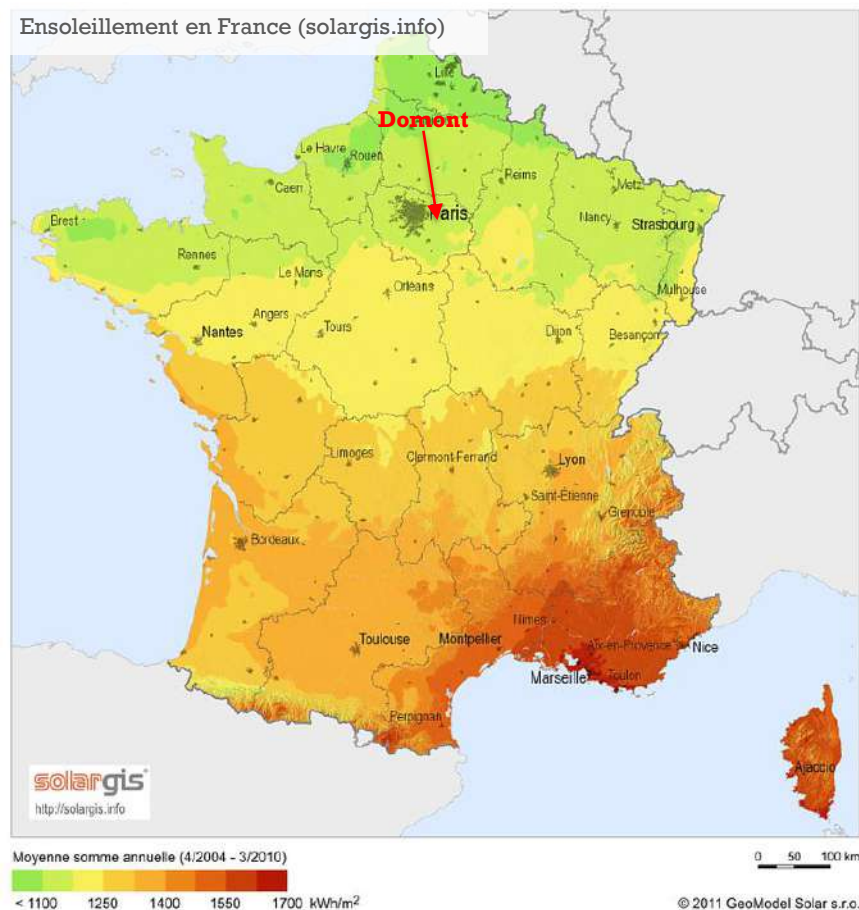 Ensoleillement en France (solargis.info)
Lille
Domont
Le Havre
Rouen
Reims
Caen
Metz
Paris
Brest
Nancy
Strasbourg
Rennes
Le Mans
Orléans
Mulhouse
Angers
Nantes
Tours
Dijon
Besançon
Limoges
Clermont-Ferrand
Lyon
Saint-Étienne
Grenoble
Bordeaux
Nîmes
Toulouse
Montpellier
Aix-en-Provence
Nice
Marseille
Toulon
Perpignan
Ajaccio
solargis
http://solargis.info
Moyenne somme annuelle (4/2004 - 3/2010)
0 50 100 km
< 1100 1250 1400 1550 1700 kWh/m²
© 2011 GeoModel Solar s.r.o.